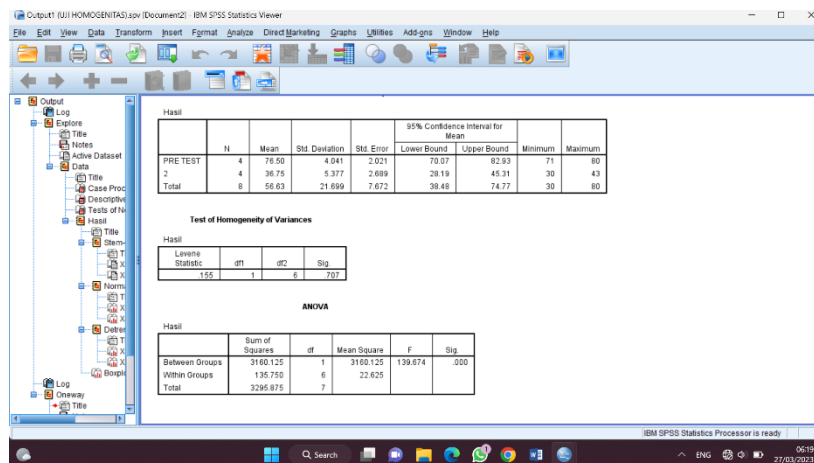 Output1 (UJI HOMOGENITAS).spv [Document2] - IBM SPSS Statistics Viewer
File Edit View Data Transform Insert Format Analyze Direct Marketing Graphs Utilities Add-ons Window Help
Output
Log
Explore
Title
Notes
Active Dataset
Data
Title
Case Proc
Descriptive
Tests of N
Hasil
Title
Stem-
T
X
X
Norm
T
X
X
Detrer
T
X
X
Boxplo
Log
Oneway
Title
Hasil
95% Confidence Interval for
Mean
N Mean Std. Deviation Std. Error Lower Bound Upper Bound Minimum Maximum
PRE TEST 4 76.50 4.041 2.021 70.07 82.93 71 80
2 4 36.75 5.377 2.689 28.19 45.31 30 43
Total 8 56.63 21.699 7.672 38.48 74.77 30 80
Test of Homogeneity of Variances
Hasil
Levene
Statistic df1 df2 Sig.
.155 1 6 .707
ANOVA
Hasil
Sum of
Squares df Mean Square F Sig.
Between Groups 3160.125 1 3160.125 139.674 .000
Within Groups 135.750 6 22.625
Total 3295.875 7
IBM SPSS Statistics Processor is ready
Search
ENG
06:19
27/03/2023